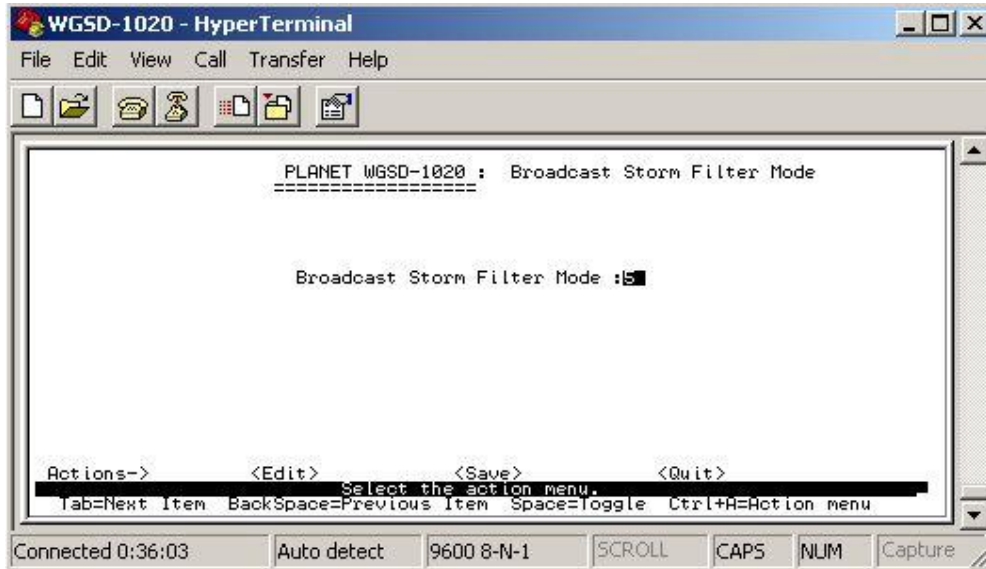 WGSD-1020 - HyperTerminal
File Edit View Call Transfer Help
PLANET WGSD-1020 : Broadcast Storm Filter Mode
==================
Broadcast Storm Filter Mode :5
Actions-> <Edit> <Save> <Quit>
Select the action menu.
Tab=Next Item BackSpace=Previous Item Space=Toggle Ctrl+A=Action menu
Connected 0:36:03 Auto detect 9600 8-N-1 SCROLL CAPS NUM Capture